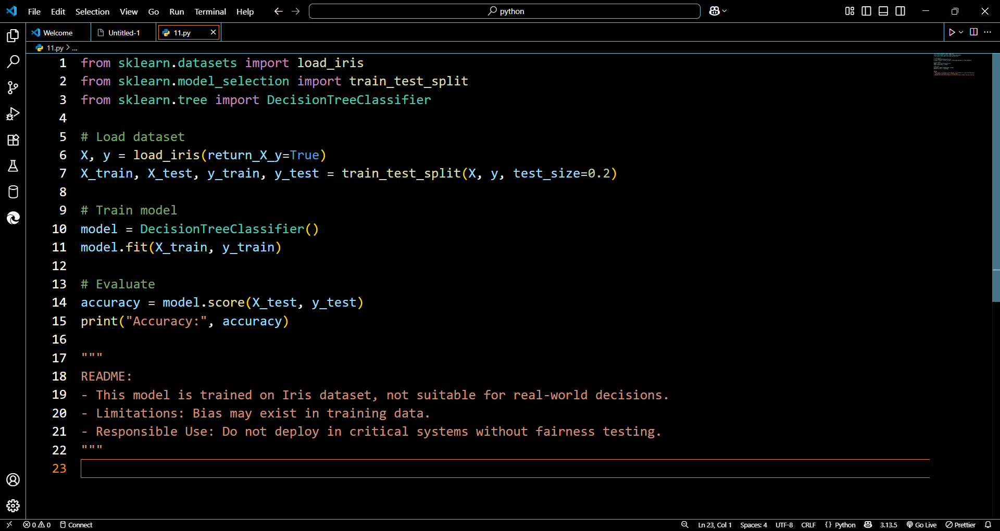 File Edit Selection View Go Run Terminal Help python
Welcome Untitled-1 11.py
11.py > ...
1 from sklearn.datasets import load_iris
2 from sklearn.model_selection import train_test_split
3 from sklearn.tree import DecisionTreeClassifier
4
5 # Load dataset
6 X, y = load_iris(return_X_y=True)
7 X_train, X_test, y_train, y_test = train_test_split(X, y, test_size=0.2)
8
9 # Train model
10 model = DecisionTreeClassifier()
11 model.fit(X_train, y_train)
12
13 # Evaluate
14 accuracy = model.score(X_test, y_test)
15 print("Accuracy:", accuracy)
16
17 """
18 README:
19 - This model is trained on Iris dataset, not suitable for real-world decisions.
20 - Limitations: Bias may exist in training data.
21 - Responsible Use: Do not deploy in critical systems without fairness testing.
22 """
23
0 0 Connect Ln 23, Col 1 Spaces: 4 UTF-8 CRLF {} Python 3.13.5 Go Live Prettier